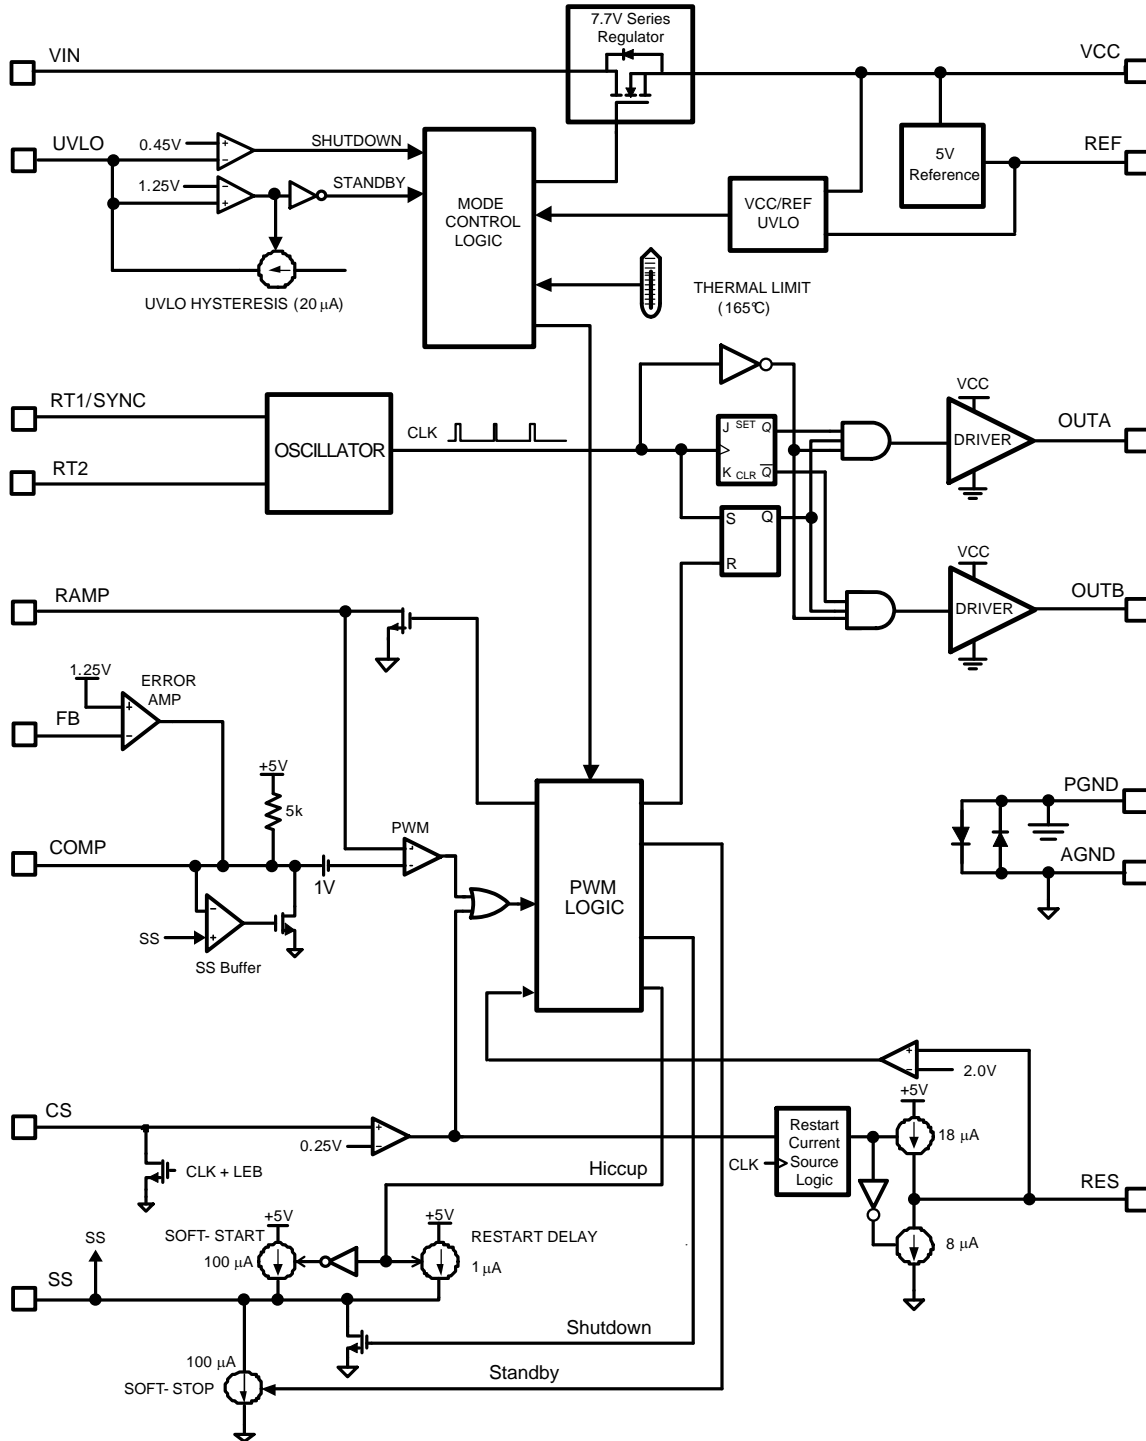 7.7V Series
Regulator
VIN
VCC
UVLO
0.45V
+
−
SHUTDOWN
1.25V
−
+
STANDBY
MODE
CONTROL
LOGIC
5V
Reference
REF
VCC/REF
UVLO
UVLO HYSTERESIS (20 µA)
THERMAL LIMIT
(165°C)
RT1/SYNC
RT2
OSCILLATOR
CLK
J SET Q
K CLR Q
S Q
R
VCC
DRIVER
OUTA
VCC
DRIVER
OUTB
RAMP
1.25V
ERROR
AMP
+
−
FB
+5V
5k
COMP
1V
PWM
-
-
−
+
SS
SS Buffer
PWM
LOGIC
PGND
AGND
+
−
2.0V
CS
0.25V
+
−
CLK + LEB
CLK
Restart
Current
Source
Logic
+5V
18 µA
RES
8 µA
Hiccup
SS
SOFT- START
+5V
100 µA
+5V
RESTART DELAY
1 µA
SS
Shutdown
100 µA
SOFT- STOP
Standby